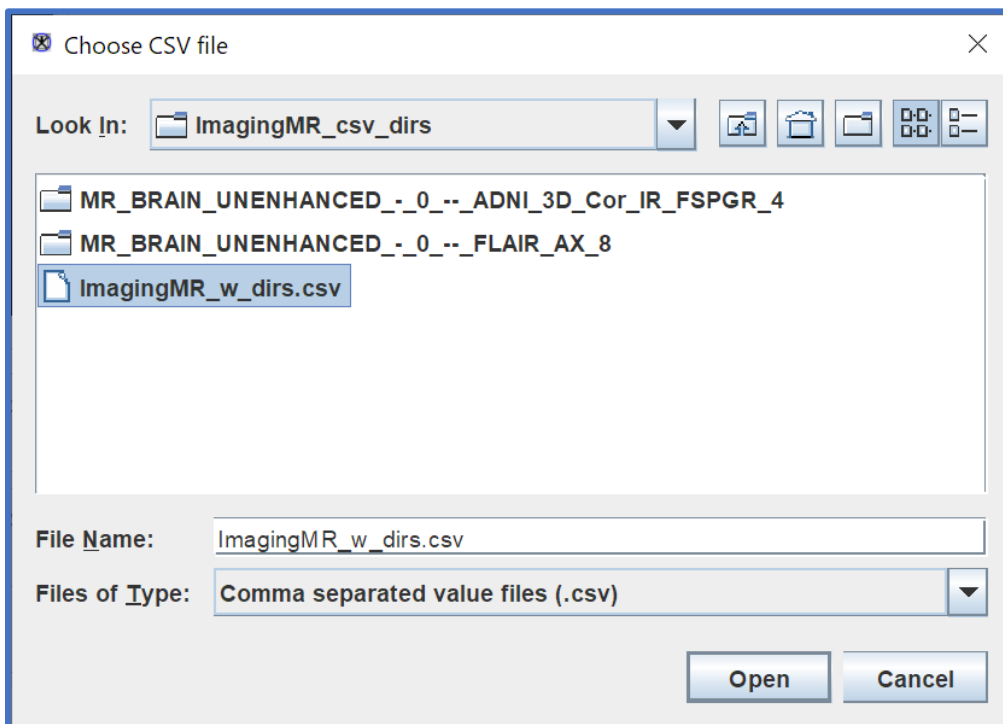 Choose CSV file
Look In: ImagingMR_csv_dirs
MR_BRAIN_UNENHANCED_-_0_--_ADNI_3D_Cor_IR_FSPGR_4
MR_BRAIN_UNENHANCED_-_0_--_FLAIR_AX_8
ImagingMR_w_dirs.csv
File Name: ImagingMR_w_dirs.csv
Files of Type: Comma separated value files (.csv)
Open Cancel